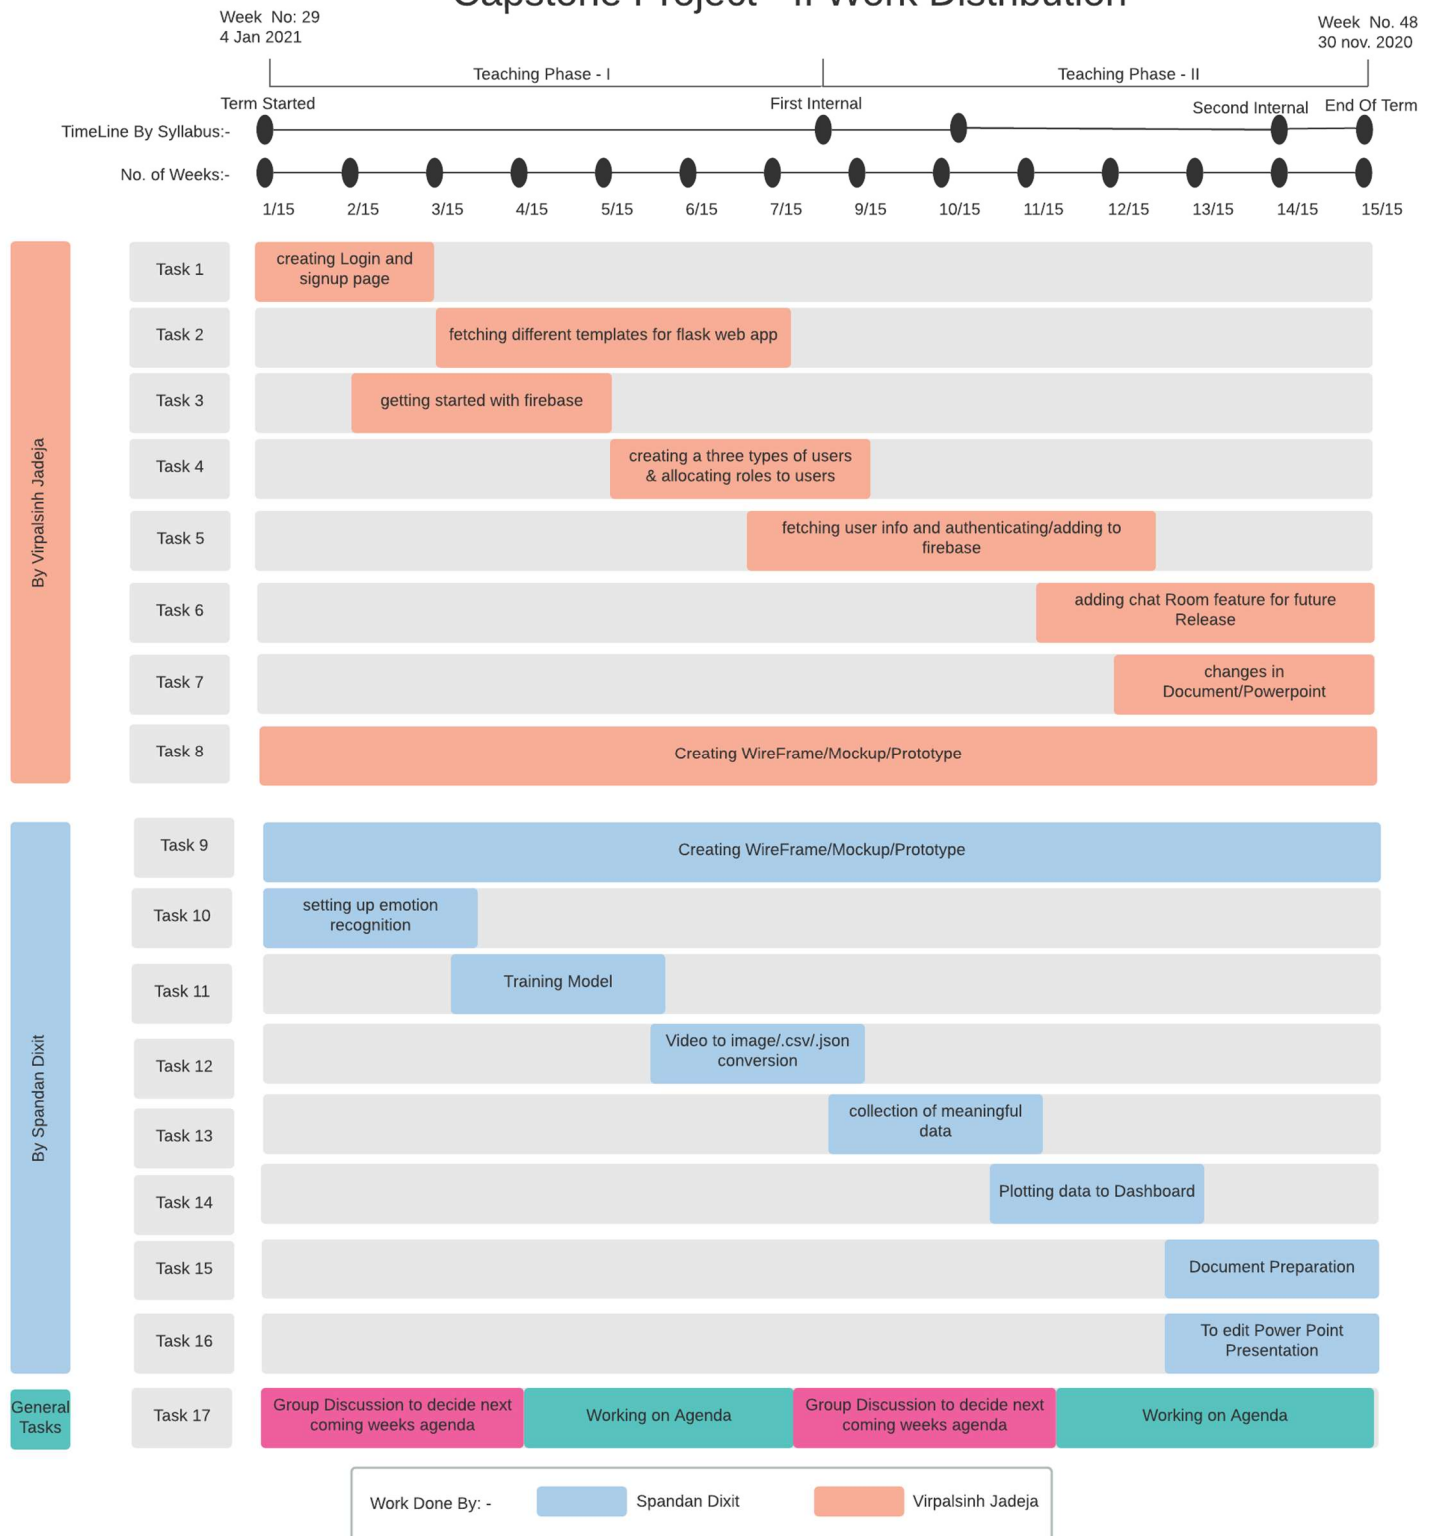 Capstone Project - II Work Distribution
Week No: 29
4 Jan 2021
Week No. 48
30 nov. 2020
Teaching Phase - I
Teaching Phase - II
Term Started
First Internal
Second Internal
End Of Term
TimeLine By Syllabus:-
No. of Weeks:-
1/15
2/15
3/15
4/15
5/15
6/15
7/15
9/15
10/15
11/15
12/15
13/15
14/15
15/15
By Virpalsinh Jadeja
Task 1
creating Login and
signup page
Task 2
fetching different templates for flask web app
Task 3
getting started with firebase
Task 4
creating a three types of users
& allocating roles to users
Task 5
fetching user info and authenticating/adding to
firebase
Task 6
adding chat Room feature for future
Release
Task 7
changes in
Document/Powerpoint
Task 8
Creating WireFrame/Mockup/Prototype
By Spandan Dixit
Task 9
Creating WireFrame/Mockup/Prototype
Task 10
setting up emotion
recognition
Task 11
Training Model
Task 12
Video to image/.csv/.json
conversion
Task 13
collection of meaningful
data
Task 14
Plotting data to Dashboard
Task 15
Document Preparation
Task 16
To edit Power Point
Presentation
General
Tasks
Task 17
Group Discussion to decide next
coming weeks agenda
Working on Agenda
Group Discussion to decide next
coming weeks agenda
Working on Agenda
Work Done By: -
Spandan Dixit
Virpalsinh Jadeja